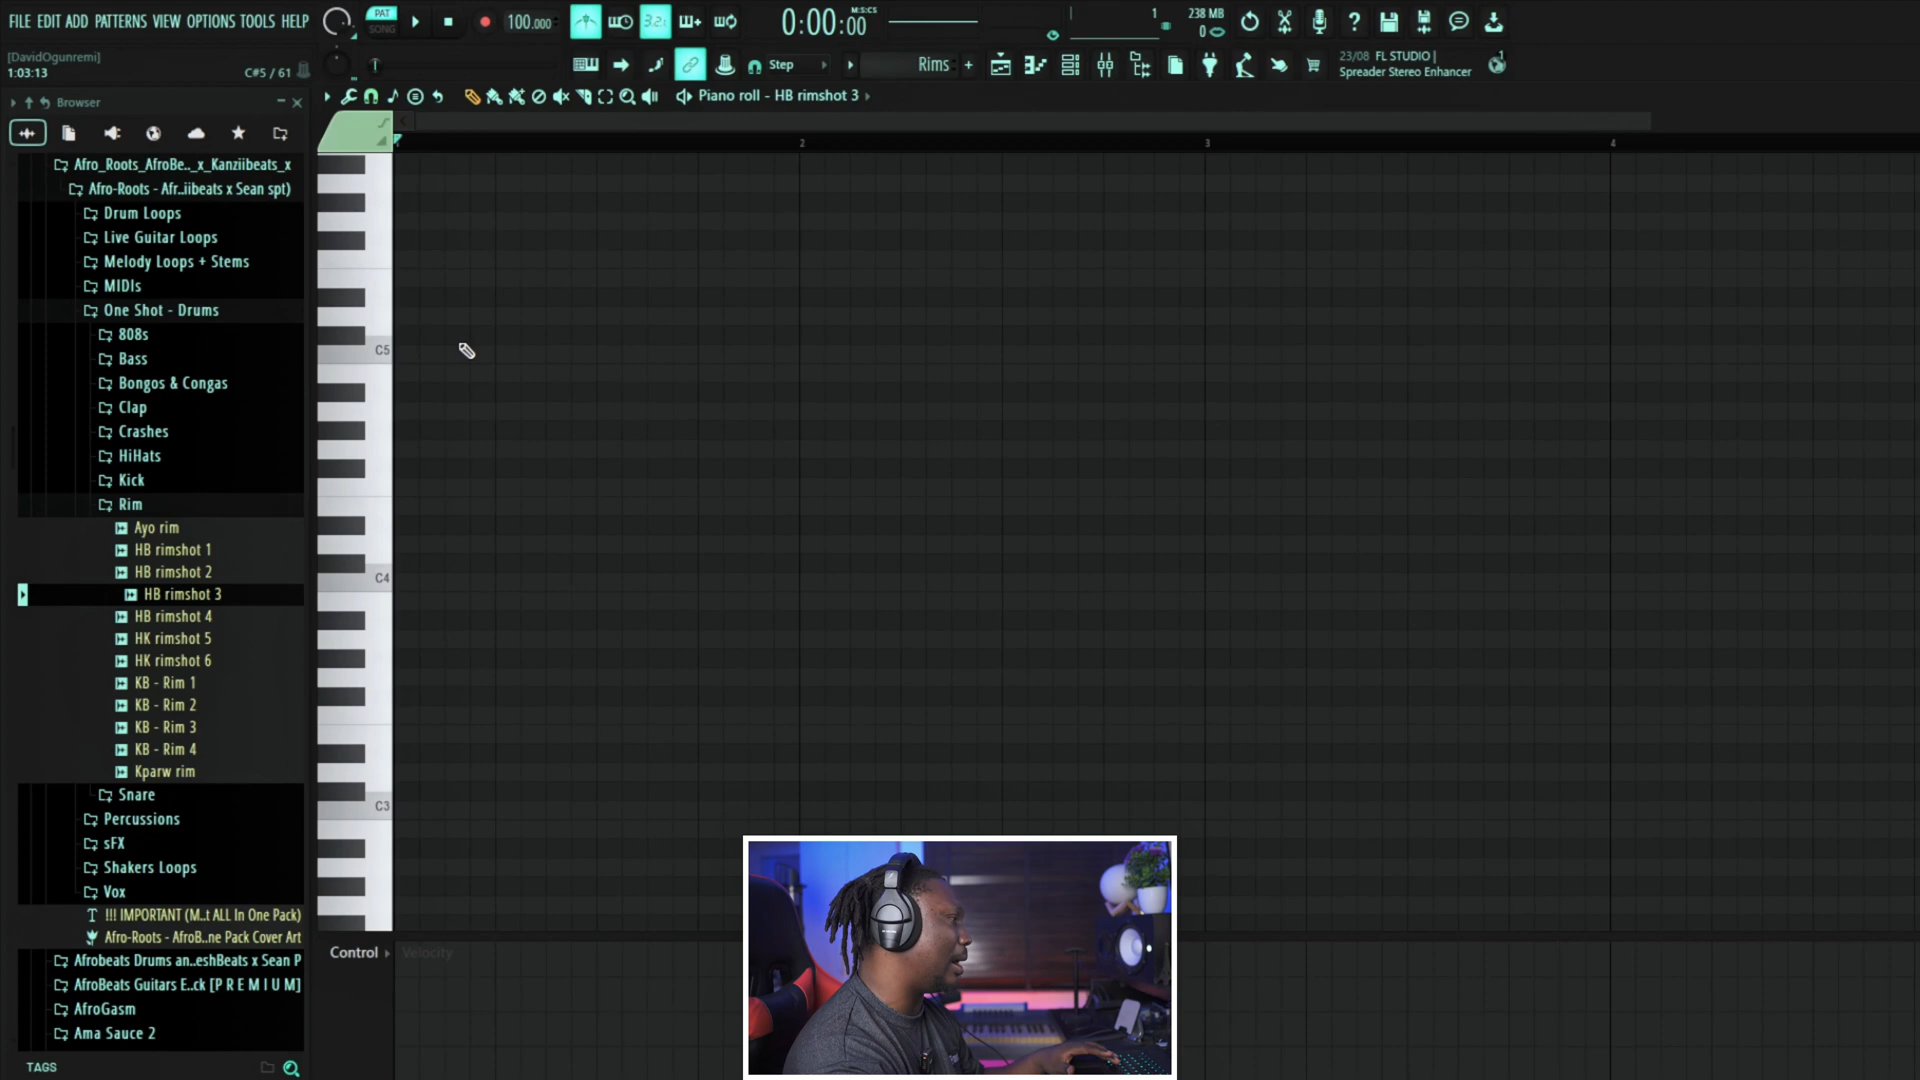 FILE EDIT ADD PATTERNS VIEW OPTIONS TOOLS HELP
PAT
SONG
100.000
0:00:00
M:S:CS
1
238 MB
0
[DavidOgunremi]
1:03:13
C#5 / 61
Step
Rims
23/08 FL STUDIO |
Spreader Stereo Enhancer
Browser
Piano roll - HB rimshot 3
2
3
4
Afro_Roots_AfroBe.._x_Kanziibeats_x
Afro-Roots - Afr..iibeats x Sean spt)
Drum Loops
Live Guitar Loops
Melody Loops + Stems
MIDIs
One Shot - Drums
808s
Bass
Bongos & Congas
Clap
Crashes
HiHats
Kick
Rim
Ayo rim
HB rimshot 1
HB rimshot 2
HB rimshot 3
HB rimshot 4
HK rimshot 5
HK rimshot 6
KB - Rim 1
KB - Rim 2
KB - Rim 3
KB - Rim 4
Kparw rim
Snare
Percussions
sFX
Shakers Loops
Vox
!!! IMPORTANT (M..t ALL In One Pack)
Afro-Roots - AfroB..ne Pack Cover Art
Afrobeats Drums an..eshBeats x Sean P
AfroBeats Guitars E..ck [P R E M I U M]
AfroGasm
Ama Sauce 2
TAGS
C5
C4
C3
Control
Velocity